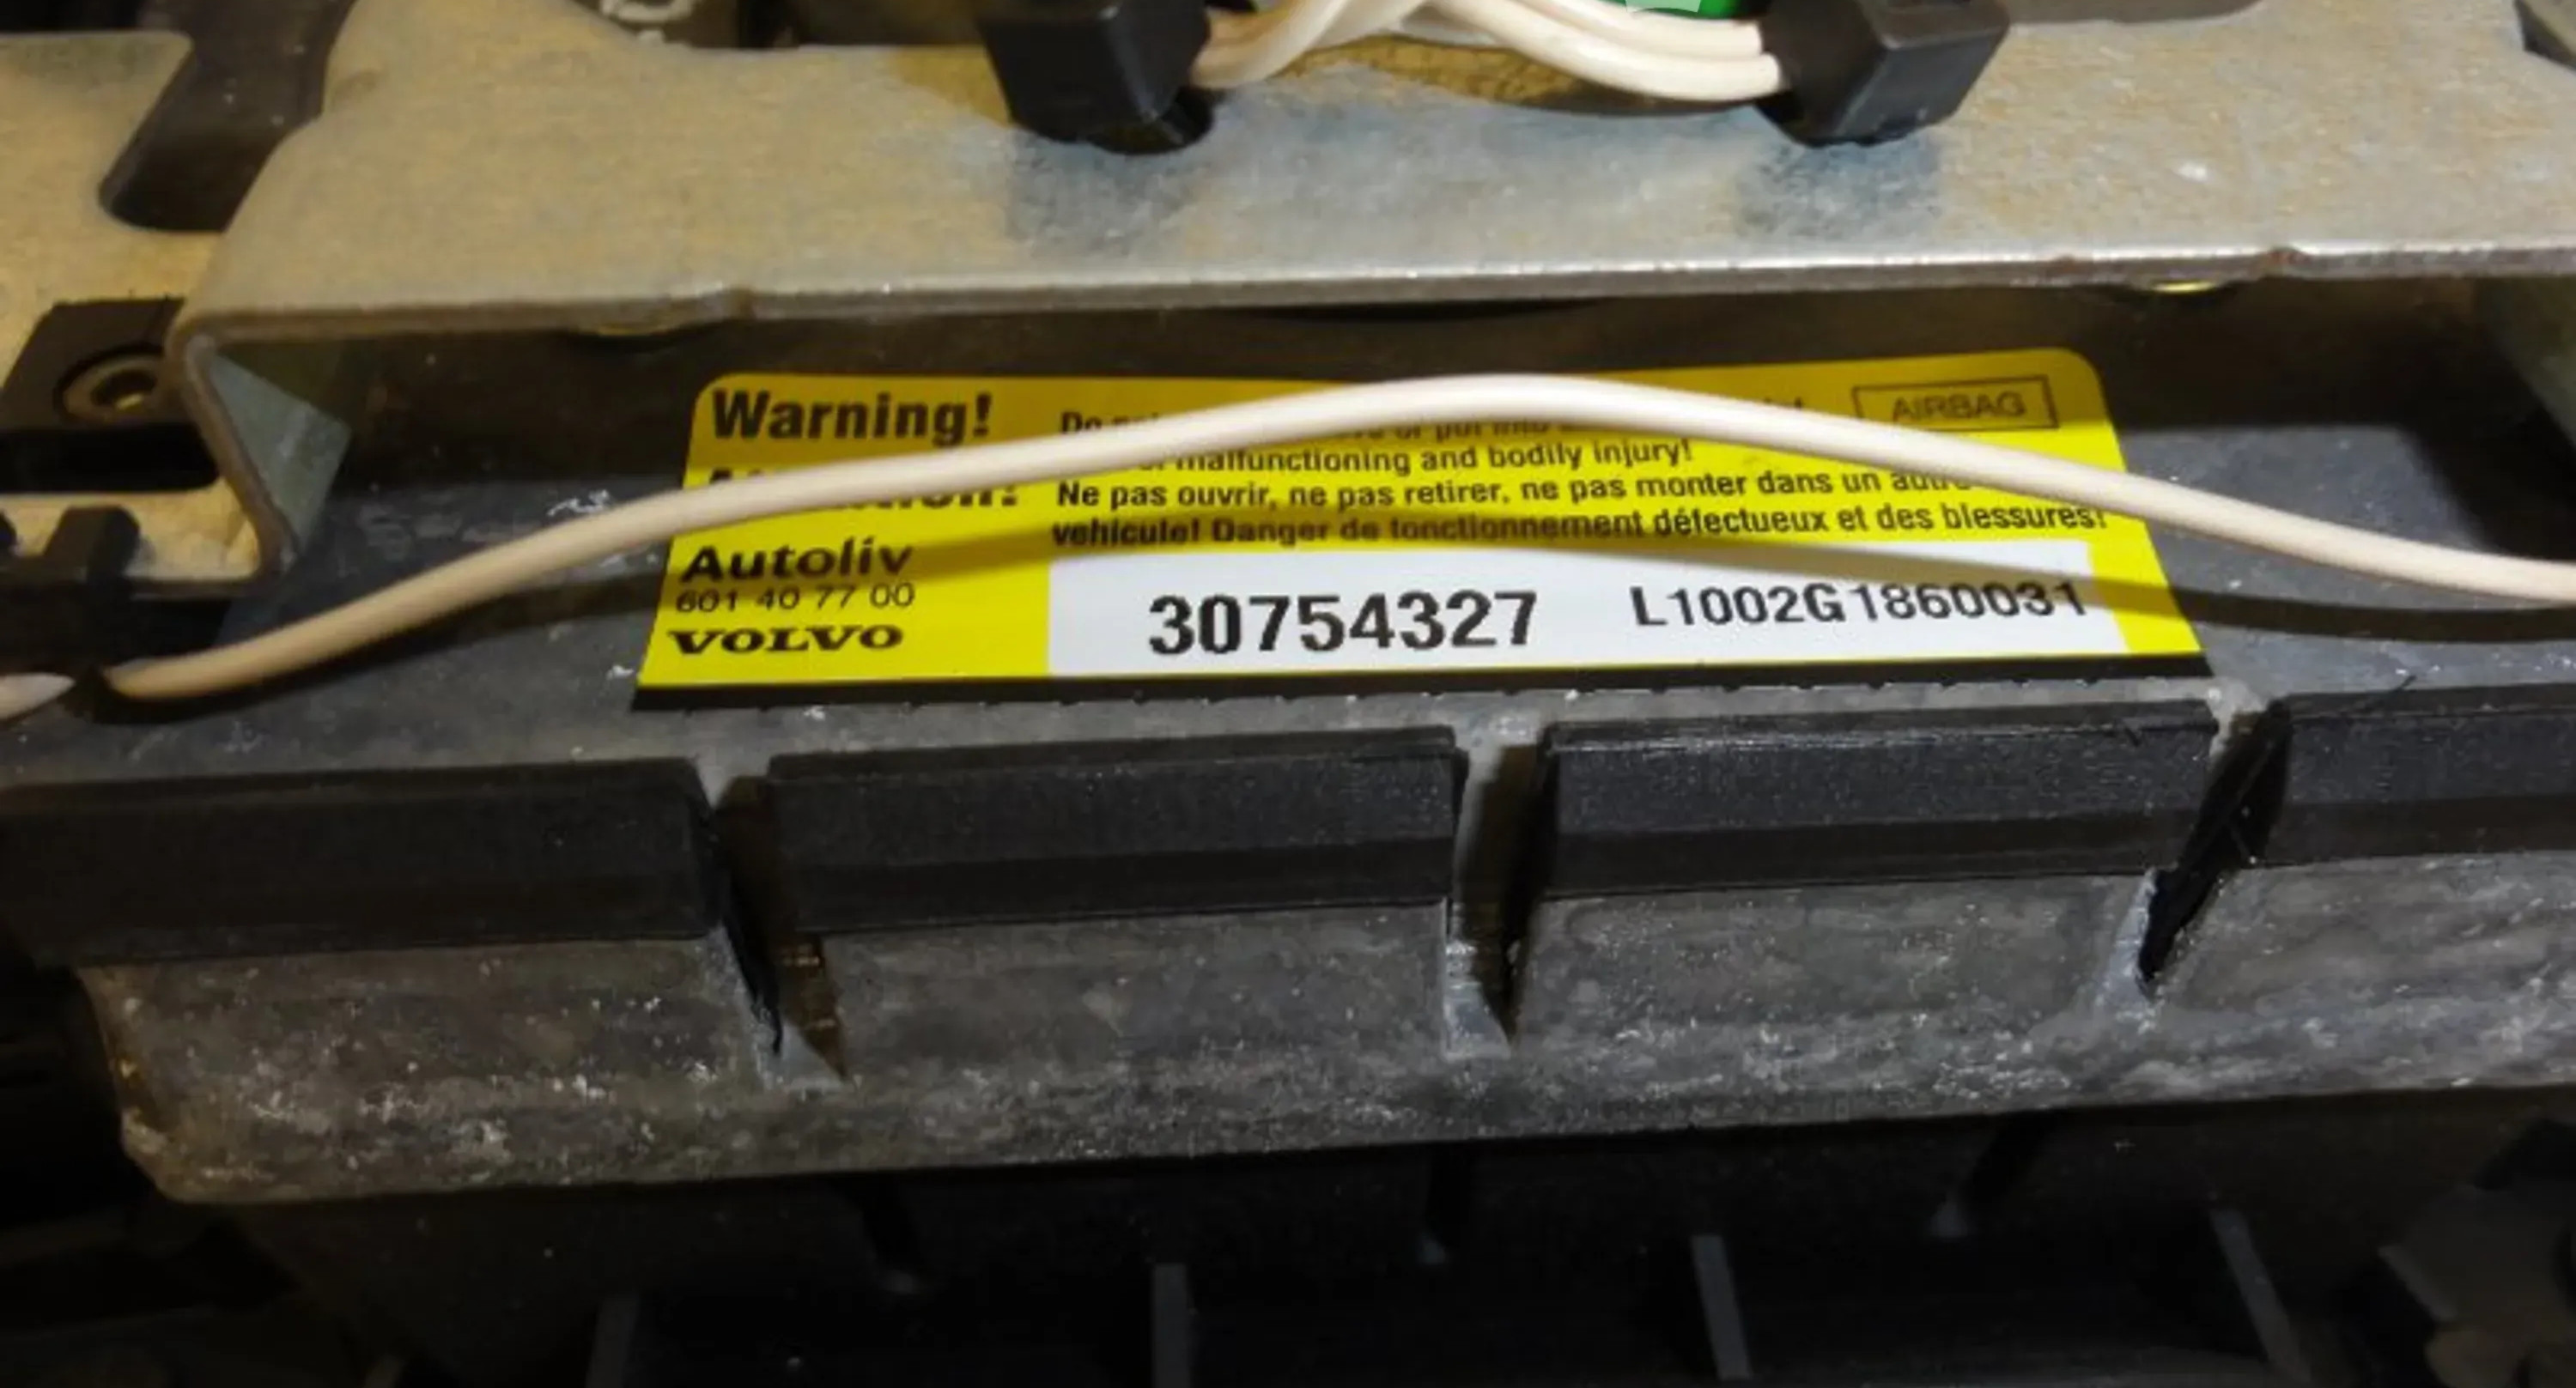 Warning!
AIRBAG
malfunctioning and bodily injury!
Ne pas ouvrir, ne pas retirer, ne pas monter dans un
vehicule! Danger de fonctionnement défectueux et des blessures!
Autoliv
601 40 77 00
VOLVO
30754327 L1002G1860031